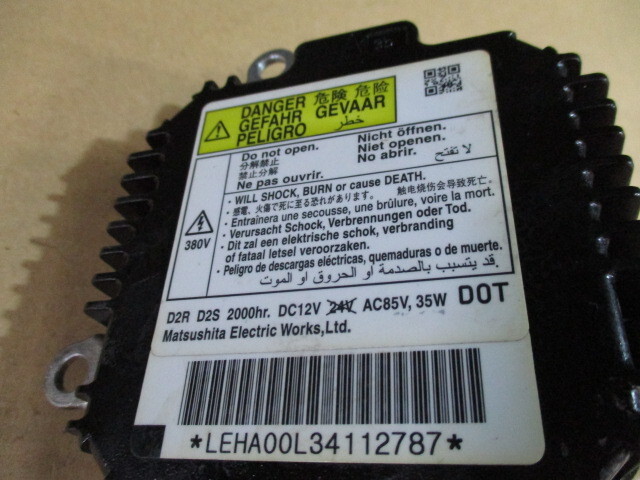 DANGER 危険 危险
GEFAHR GEVAAR
PELIGRO خطر
Do not open.
分解禁止
禁止分解
Ne pas ouvrir.
Nicht öffnen.
Niet openen.
No abrir.
لا تفتح
380V
• WILL SHOCK, BURN or cause DEATH.
• 感電、火傷で死に至る恐れがあります。 触电烧伤会导致死亡。
• Entraînera une secousse, une brûlure, voire la mort.
• Verursacht Schock, Verbrennungen oder Tod.
• Dit zal een elektrische schok, verbranding
of fataal letsel veroorzaken.
• Peligro de descargas eléctricas, quemaduras o de muerte.
قد يتسبب بالصدمة أو الحروق او الموت.
D2R D2S 2000hr. DC12V 24V AC85V, 35W DOT
Matsushita Electric Works,Ltd.
*LEHA00L34112787*